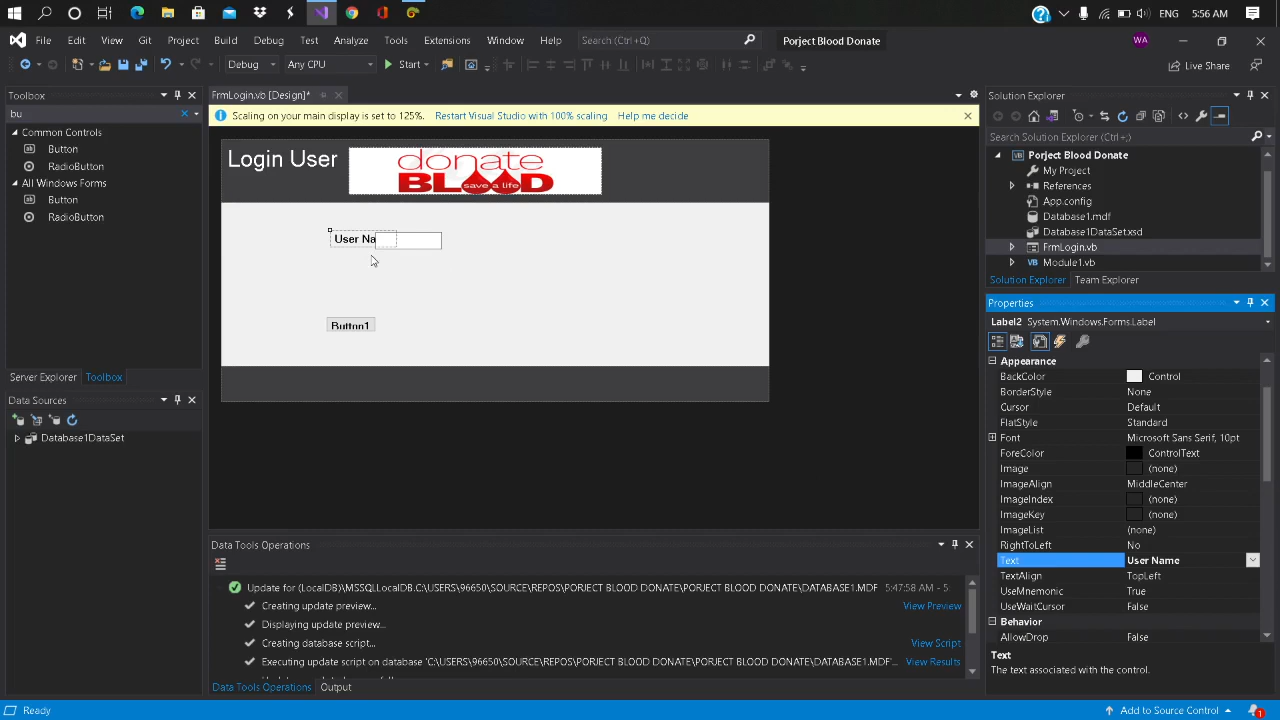 ENG 5:56 AM
File Edit View Git Project Build Debug Test Analyze Tools Extensions Window Help Search (Ctrl+Q) Porject Blood Donate WA
Debug Any CPU Start Live Share
Toolbox
bu
Common Controls
Button
RadioButton
All Windows Forms
Button
RadioButton
Server Explorer Toolbox
Data Sources
Database1DataSet
FrmLogin.vb [Design]*
Scaling on your main display is set to 125%. Restart Visual Studio with 100% scaling Help me decide
Login User
donate
BLOOD
save a life
User Na
Button1
Data Tools Operations
Update for (LocalDB)\MSSQLLocalDB.C:\USERS\96650\SOURCE\REPOS\PORJECT BLOOD DONATE\PORJECT BLOOD DONATE\DATABASE1.MDF 5:47:58 AM - 5:
Creating update preview... View Preview
Displaying update preview...
Creating database script... View Script
Executing update script on database 'C:\USERS\96650\SOURCE\REPOS\PORJECT BLOOD DONATE\PORJECT BLOOD DONATE\DATABASE1.MDF'... View Results
Data Tools Operations Output
Solution Explorer
Search Solution Explorer (Ctrl+;)
Porject Blood Donate
My Project
References
App.config
Database1.mdf
Database1DataSet.xsd
FrmLogin.vb
Module1.vb
Solution Explorer Team Explorer
Properties
Label2 System.Windows.Forms.Label
Appearance
BackColor Control
BorderStyle None
Cursor Default
FlatStyle Standard
Font Microsoft Sans Serif, 10pt
ForeColor ControlText
Image (none)
ImageAlign MiddleCenter
ImageIndex (none)
ImageKey (none)
ImageList (none)
RightToLeft No
Text User Name
TextAlign TopLeft
UseMnemonic True
UseWaitCursor False
Behavior
AllowDrop False
Text
The text associated with the control.
Ready Add to Source Control 1